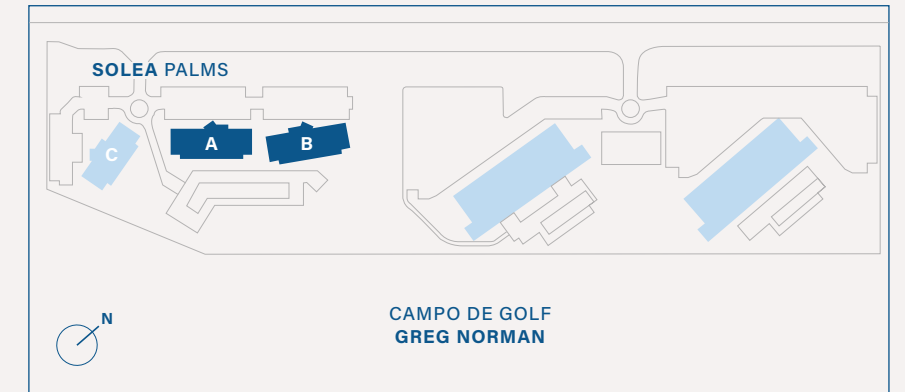 SOLEA PALMS
A
B
C
N
CAMPO DE GOLF
GREG NORMAN